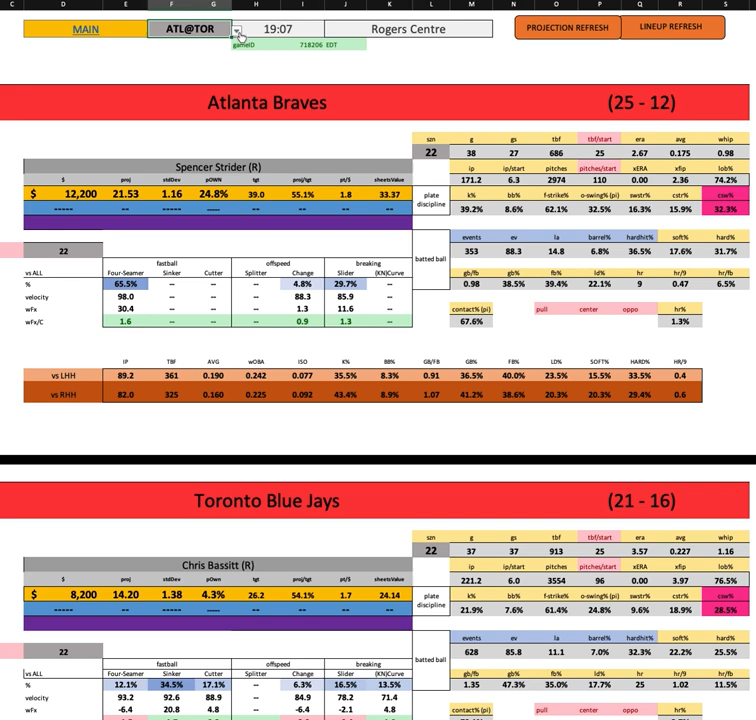 C D E F G H I J K L M N O P Q R S
MAIN ATL@TOR 19:07 Rogers Centre PROJECTION REFRESH LINEUP REFRESH
gameID 718206 EDT
Atlanta Braves (25 - 12)
szn g gs tbf tbf/start era avg whip
22 38 27 686 25 2.67 0.175 0.98
Spencer Strider (R) ip ip/start pitches pitches/start xERA xfip lob%
$ proj stdDev pOWN tgt proj/tgt pt/$ sheetsValue 171.2 6.3 2974 110 0.00 2.36 74.2%
$ 12,200 21.53 1.16 24.8% 39.0 55.1% 1.8 33.37 plate discipline k% bb% f-strike% o-swing% (pi) swstr% cstr% csw%
----- -- ---- ___ -- -- -- -- 39.2% 8.6% 62.1% 32.5% 16.3% 15.9% 32.3%
22 batted ball events ev la barrel% hardhit% soft% hard%
353 88.3 14.8 6.8% 36.5% 17.6% 31.7%
fastball offspeed breaking
vs ALL Four-Seamer Sinker Cutter Splitter Change Slider (KN)Curve gb/fb gb% fb% ld% hr hr/9 hr/fb
% 65.5% -- -- -- 4.8% 29.7% -- 0.98 38.5% 39.4% 22.1% 9 0.47 6.5%
velocity 98.0 -- -- -- 88.3 85.9 --
wFx 30.4 -- -- -- 1.3 11.6 -- contact% (pi) pull center oppo hr%
wFx/C 1.6 -- -- -- 0.9 1.3 -- 67.6% 1.3%
IP TBF AVG wOBA ISO K% BB% GB/FB GB% FB% LD% SOFT% HARD% HR/9
vs LHH 89.2 361 0.190 0.242 0.077 35.5% 8.3% 0.91 36.5% 40.0% 23.5% 15.5% 33.5% 0.4
vs RHH 82.0 325 0.160 0.225 0.092 43.4% 8.9% 1.07 41.2% 38.6% 20.3% 20.3% 29.4% 0.6
Toronto Blue Jays (21 - 16)
szn g gs tbf tbf/start era avg whip
22 37 37 913 25 3.57 0.227 1.16
Chris Bassitt (R) ip ip/start pitches pitches/start xERA xfip lob%
$ proj stdDev pOwn tgt proj/tgt pt/$ sheetsValue 221.2 6.0 3554 96 0.00 3.97 76.5%
$ 8,200 14.20 1.38 4.3% 26.2 54.1% 1.7 24.14 plate discipline k% bb% f-strike% o-swing% (pi) swstr% cstr% csw%
----- -- ---- ___ -- -- -- -- 21.9% 7.6% 61.4% 24.8% 9.6% 18.9% 28.5%
22 batted ball events ev la barrel% hardhit% soft% hard%
628 85.8 11.1 7.0% 32.3% 22.2% 25.5%
fastball offspeed breaking
vs ALL Four-Seamer Sinker Cutter Splitter Change Slider (KN)Curve gb/fb gb% fb% ld% hr hr/9 hr/fb
% 12.1% 34.5% 17.1% -- 6.3% 16.5% 13.5% 1.35 47.3% 35.0% 17.7% 25 1.02 11.5%
velocity 93.2 92.6 88.9 -- 84.9 78.2 71.4
wFx -6.4 20.8 4.8 -- -6.4 -2.1 4.8 contact% (pi) pull center oppo hr%